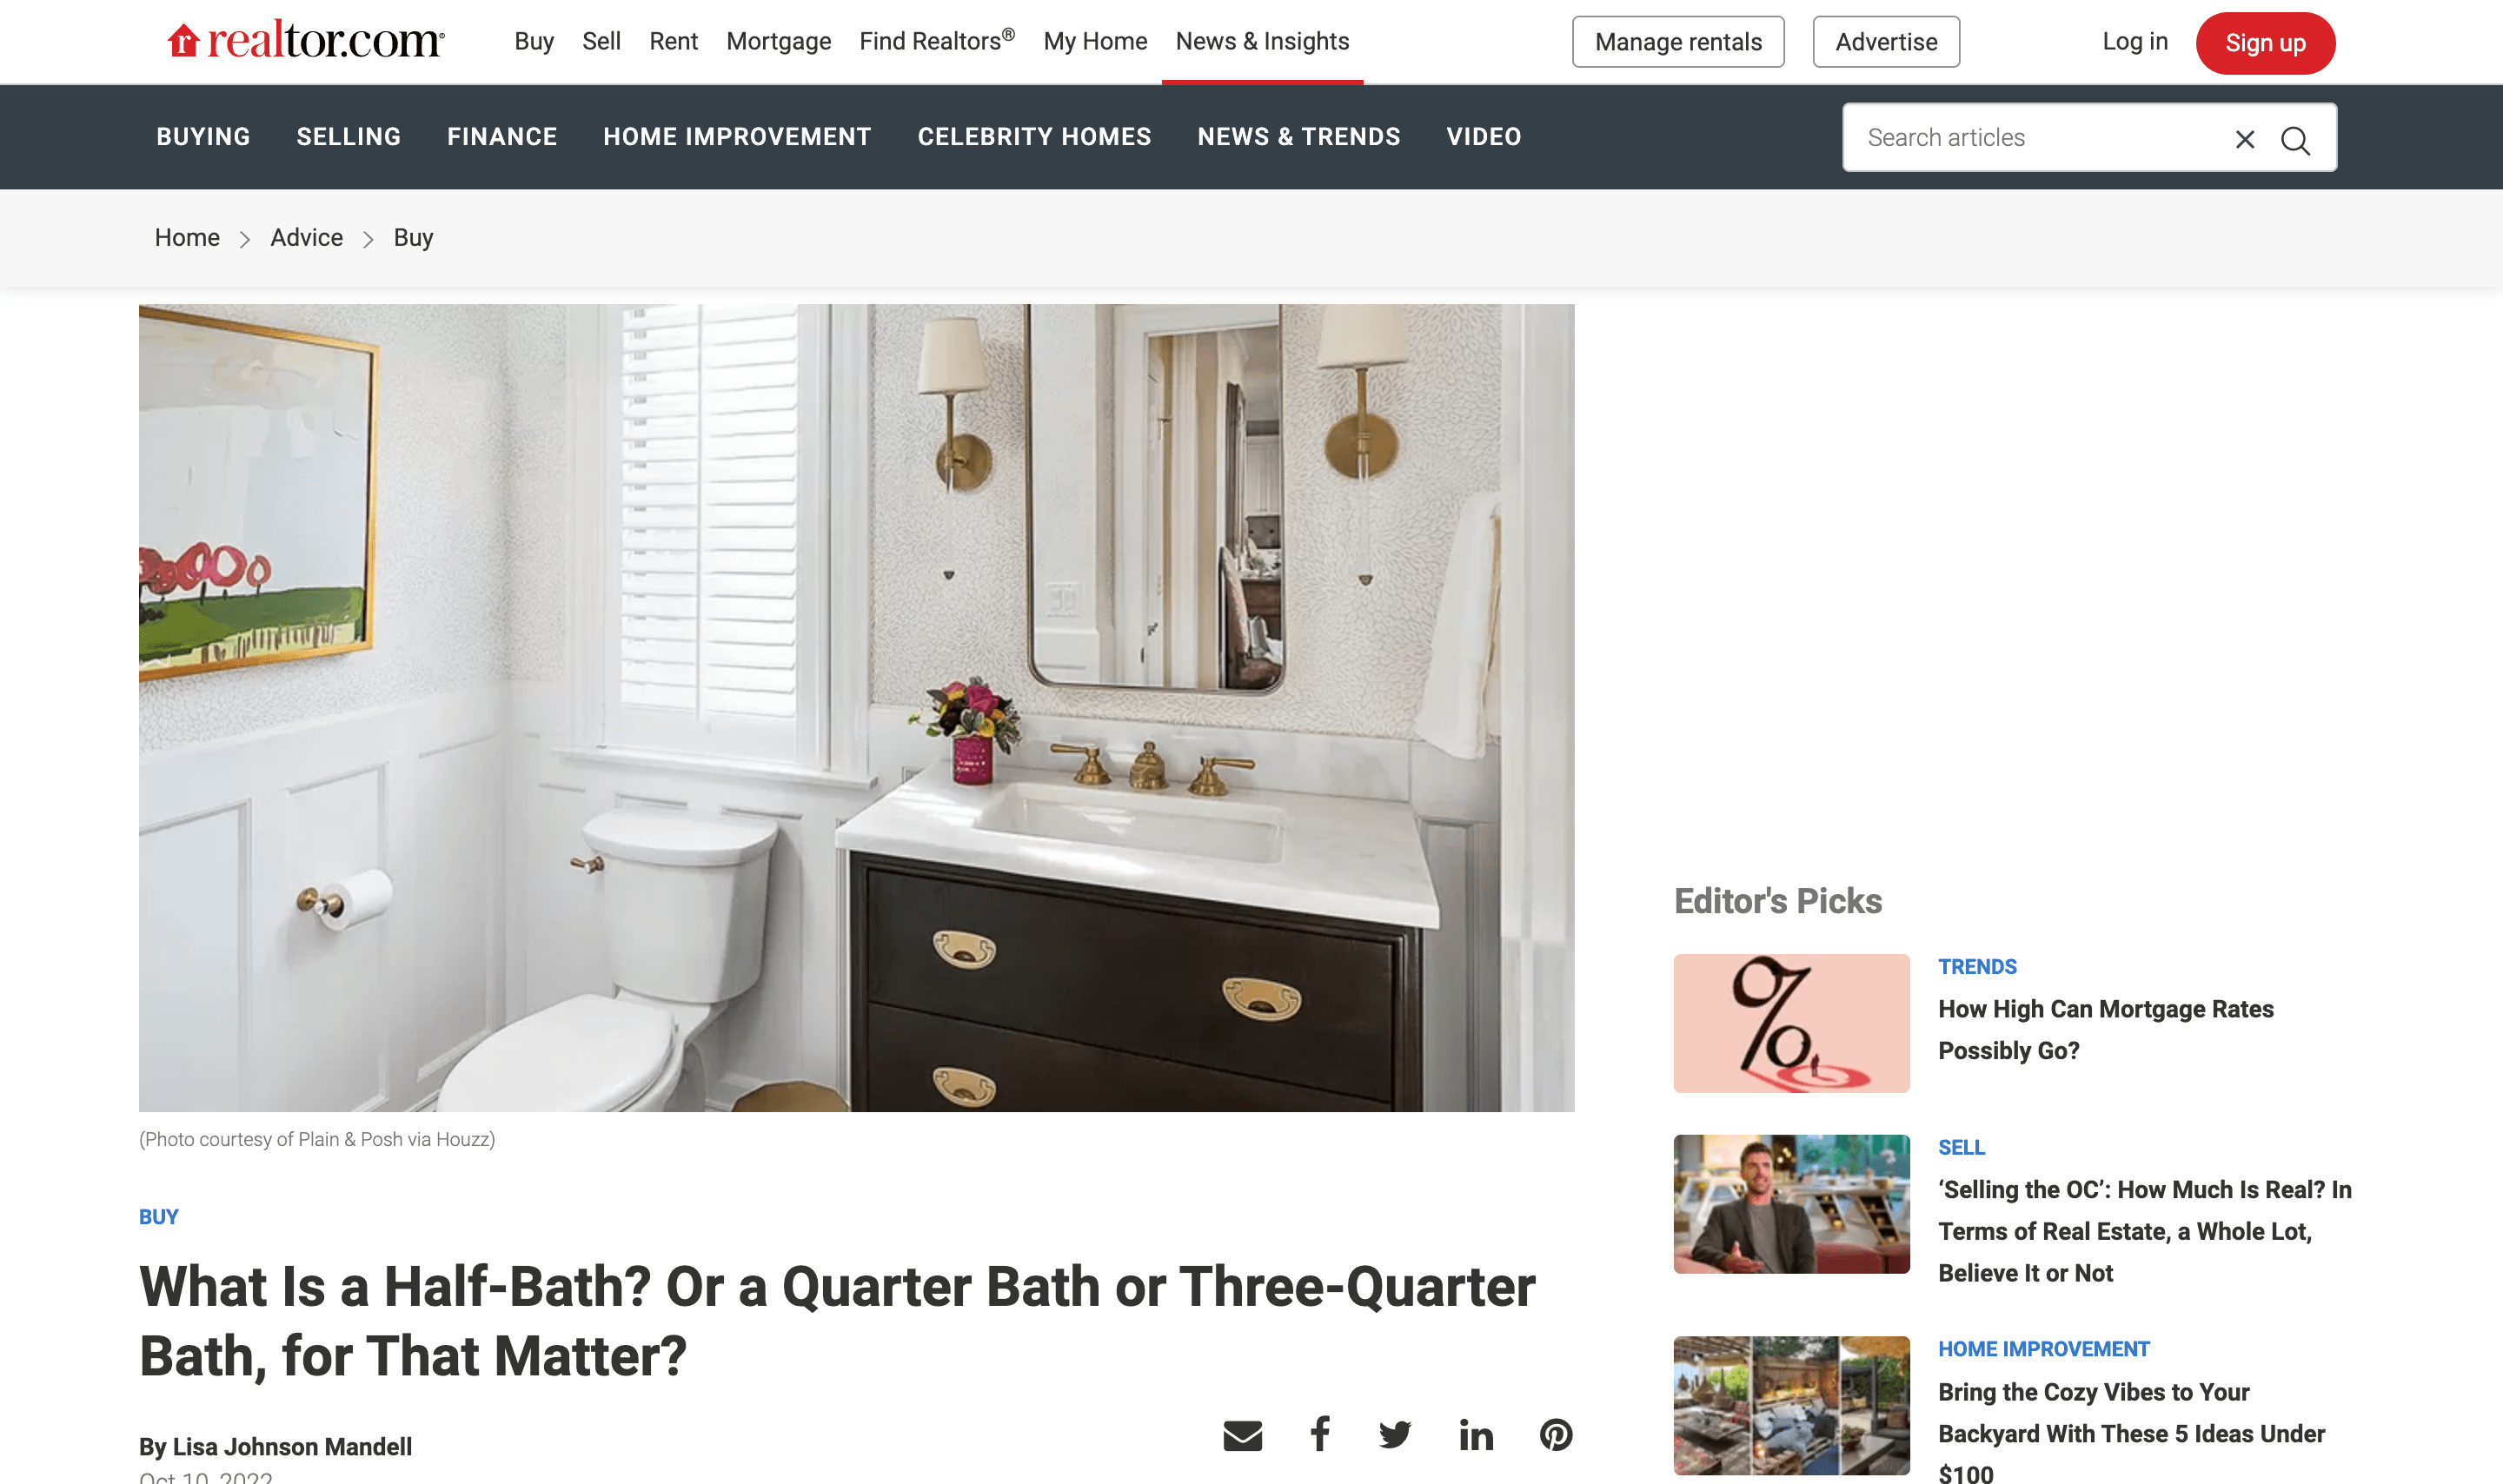 realtor.com®
Buy Sell Rent Mortgage Find Realtors® My Home News & Insights
Manage rentals Advertise Log in Sign up
BUYING SELLING FINANCE HOME IMPROVEMENT CELEBRITY HOMES NEWS & TRENDS VIDEO
Search articles
Home Advice Buy
(Photo courtesy of Plain & Posh via Houzz)
BUY
What Is a Half-Bath? Or a Quarter Bath or Three-Quarter
Bath, for That Matter?
By Lisa Johnson Mandell
Oct 10, 2022
Editor's Picks
TRENDS
How High Can Mortgage Rates
Possibly Go?
SELL
‘Selling the OC’: How Much Is Real? In
Terms of Real Estate, a Whole Lot,
Believe It or Not
HOME IMPROVEMENT
Bring the Cozy Vibes to Your
Backyard With These 5 Ideas Under
$100